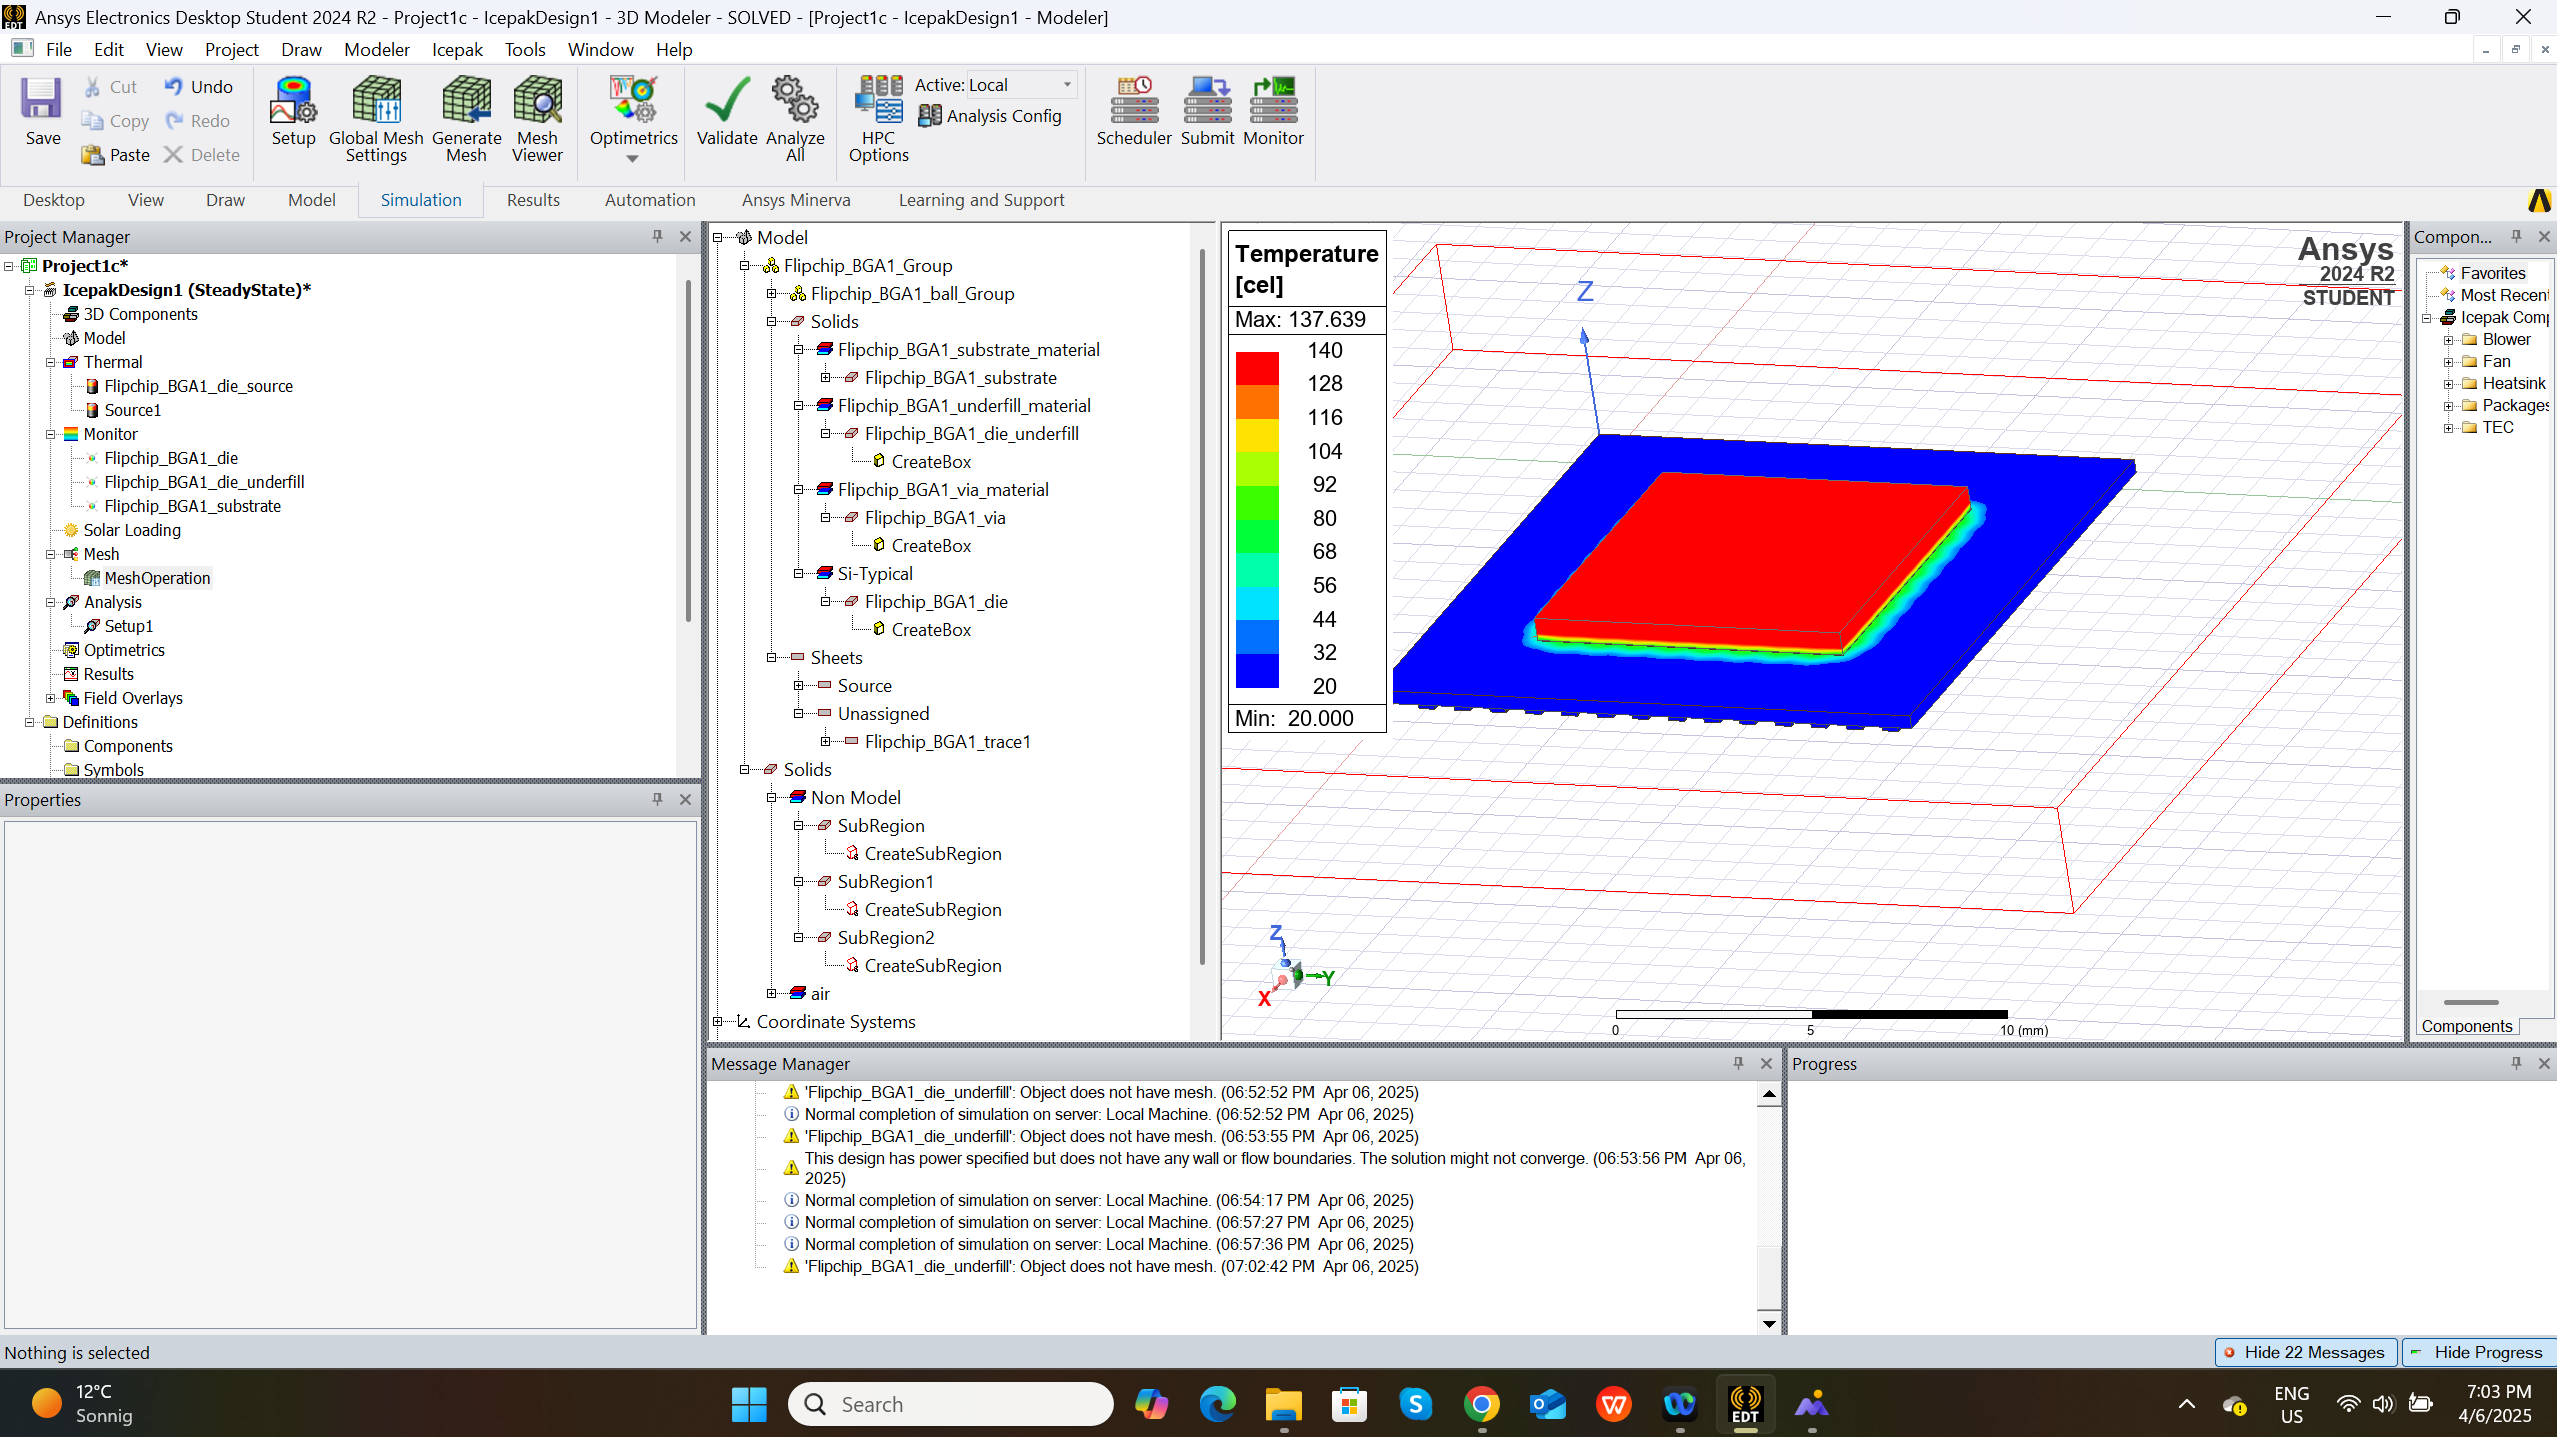 Ansys Electronics Desktop Student 2024 R2 - Project1c - IcepakDesign1 - 3D Modeler - SOLVED - [Project1c - IcepakDesign1 - Modeler]
File Edit View Project Draw Modeler Icepak Tools Window Help
Save
Cut
Copy
Paste
Undo
Redo
Delete
Setup
Global Mesh Settings
Generate Mesh
Mesh Viewer
Optimetrics
Validate
Analyze All
HPC Options
Active: Local
Analysis Config
Scheduler
Submit
Monitor
Desktop View Draw Model Simulation Results Automation Ansys Minerva Learning and Support
Project Manager
Project1c*
IcepakDesign1 (SteadyState)*
3D Components
Model
Thermal
Flipchip_BGA1_die_source
Source1
Monitor
Flipchip_BGA1_die
Flipchip_BGA1_die_underfill
Flipchip_BGA1_substrate
Solar Loading
Mesh
MeshOperation
Analysis
Setup1
Optimetrics
Results
Field Overlays
Definitions
Components
Symbols
Properties
Model
Flipchip_BGA1_Group
Flipchip_BGA1_ball_Group
Solids
Flipchip_BGA1_substrate_material
Flipchip_BGA1_substrate
Flipchip_BGA1_underfill_material
Flipchip_BGA1_die_underfill
CreateBox
Flipchip_BGA1_via_material
Flipchip_BGA1_via
CreateBox
Si-Typical
Flipchip_BGA1_die
CreateBox
Sheets
Source
Unassigned
Flipchip_BGA1_trace1
Solids
Non Model
SubRegion
CreateSubRegion
SubRegion1
CreateSubRegion
SubRegion2
CreateSubRegion
air
Coordinate Systems
Temperature
[cel]
Max: 137.639
140
128
116
104
92
80
68
56
44
32
20
Min: 20.000
Z
Ansys
2024 R2
STUDENT
Z
Y
X
0 5 10 (mm)
Compon...
Favorites
Most Recent
Icepak Comp
Blower
Fan
Heatsink
Packages
TEC
Components
Message Manager
'Flipchip_BGA1_die_underfill': Object does not have mesh. (06:52:52 PM Apr 06, 2025)
Normal completion of simulation on server: Local Machine. (06:52:52 PM Apr 06, 2025)
'Flipchip_BGA1_die_underfill': Object does not have mesh. (06:53:55 PM Apr 06, 2025)
This design has power specified but does not have any wall or flow boundaries. The solution might not converge. (06:53:56 PM Apr 06,
2025)
Normal completion of simulation on server: Local Machine. (06:54:17 PM Apr 06, 2025)
Normal completion of simulation on server: Local Machine. (06:57:27 PM Apr 06, 2025)
Normal completion of simulation on server: Local Machine. (06:57:36 PM Apr 06, 2025)
'Flipchip_BGA1_die_underfill': Object does not have mesh. (07:02:42 PM Apr 06, 2025)
Progress
Nothing is selected
Hide 22 Messages
Hide Progress
12°C
Sonnig
Search
EDT
ENG
US
7:03 PM
4/6/2025